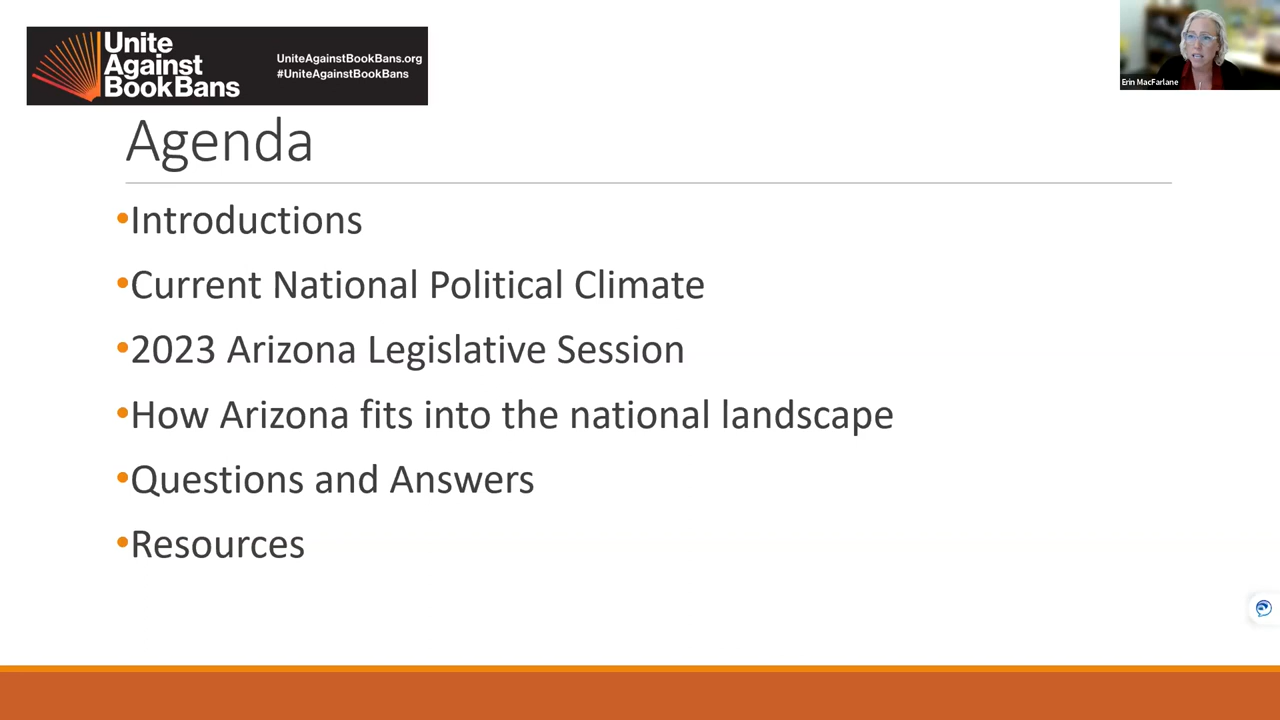 Unite
Against
BookBans
UniteAgainstBookBans.org
#UniteAgainstBookBans
Erin MacFarlane
Agenda
•Introductions
•Current National Political Climate
•2023 Arizona Legislative Session
•How Arizona fits into the national landscape
•Questions and Answers
•Resources